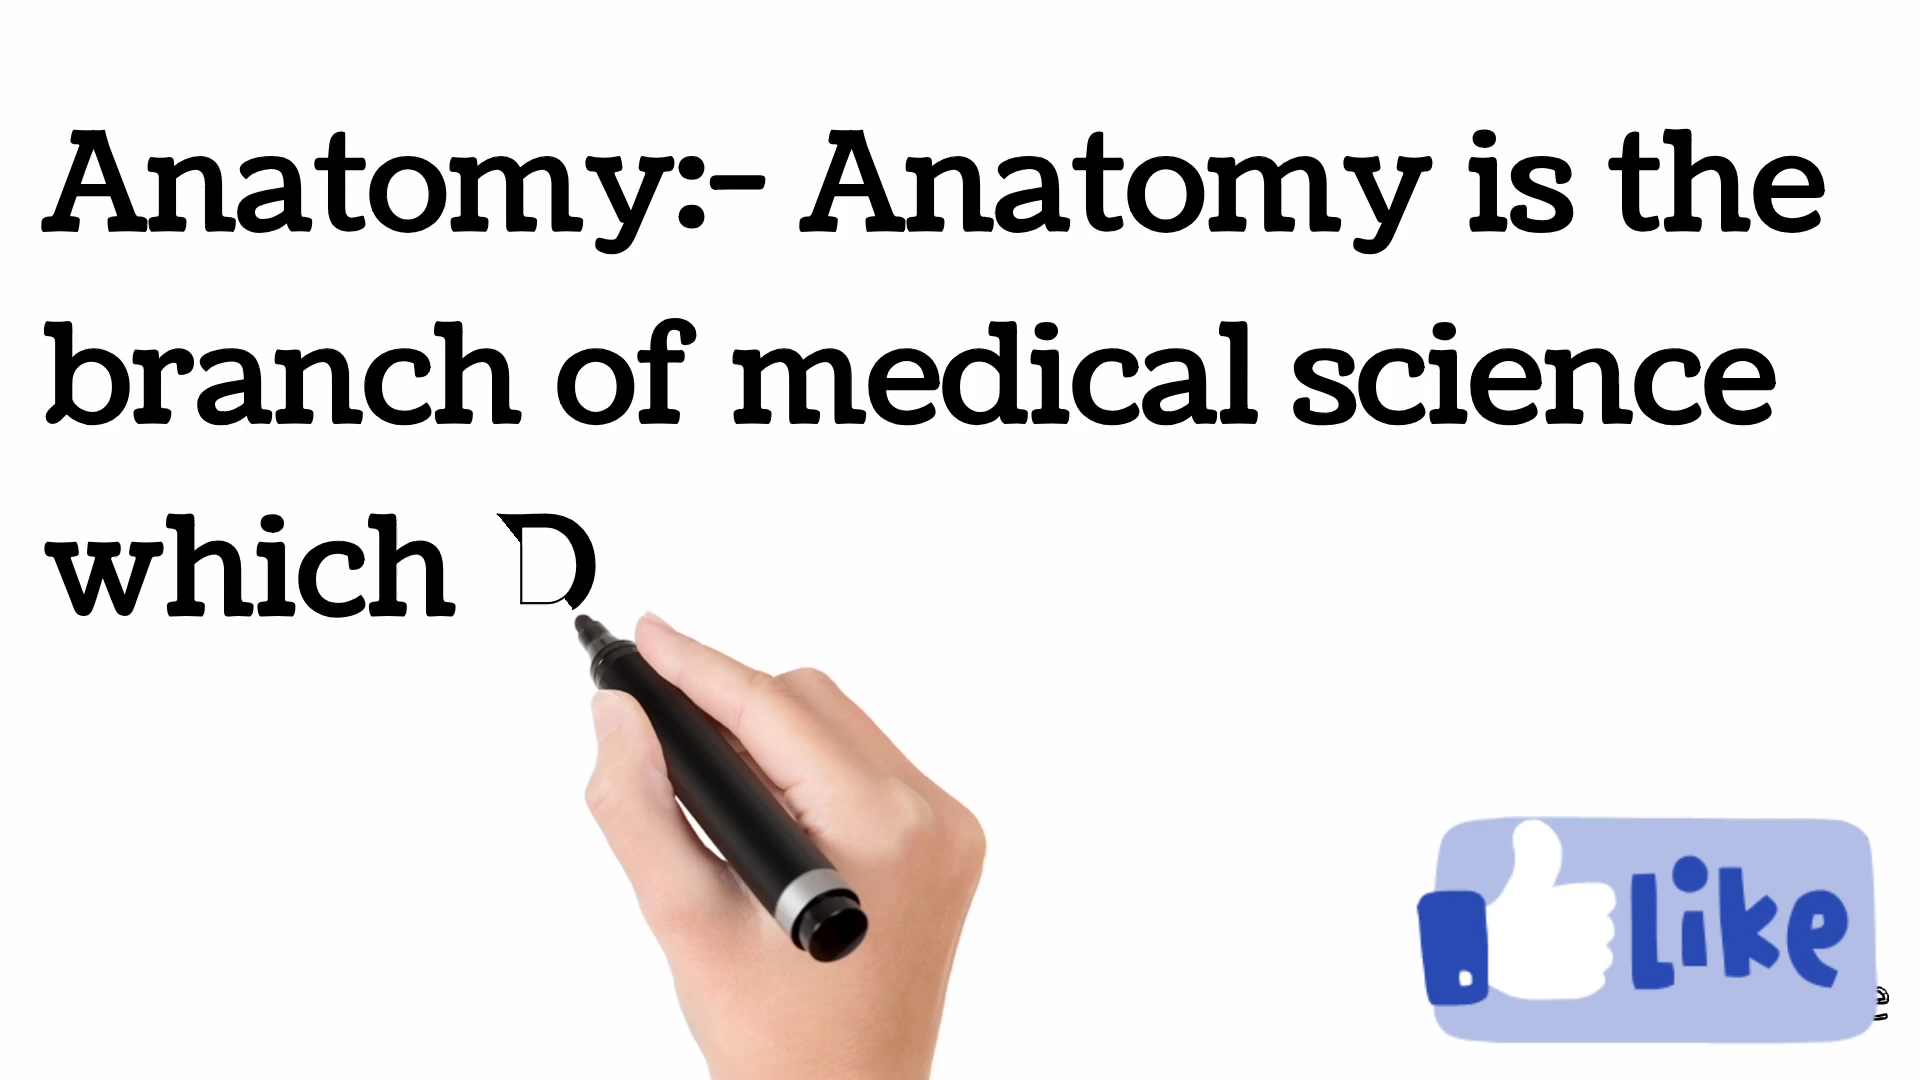 Anatomy:- Anatomy is the
branch of medical science
which D
Like